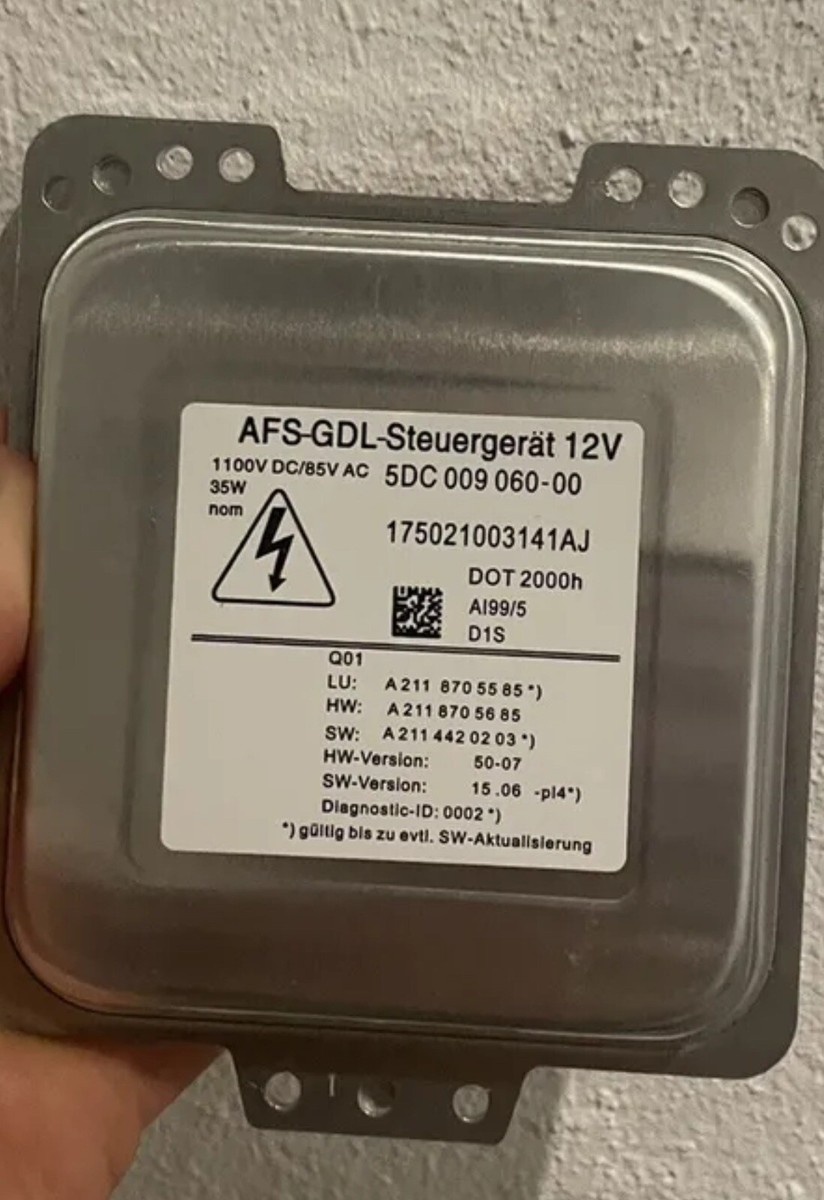 AFS-GDL-Steuergerät 12V
1100V DC/85V AC 5DC 009 060-00
35W
nom
175021003141AJ
DOT 2000h
AI99/5
D1S
Q01
LU: A 211 870 55 85 *)
HW: A 211 870 56 85
SW: A 211 442 02 03 *)
HW-Version: 50-07
SW-Version: 15.06 -pl4*)
Diagnostic-ID: 0002 *)
*) gültig bis zu evtl. SW-Aktualisierung